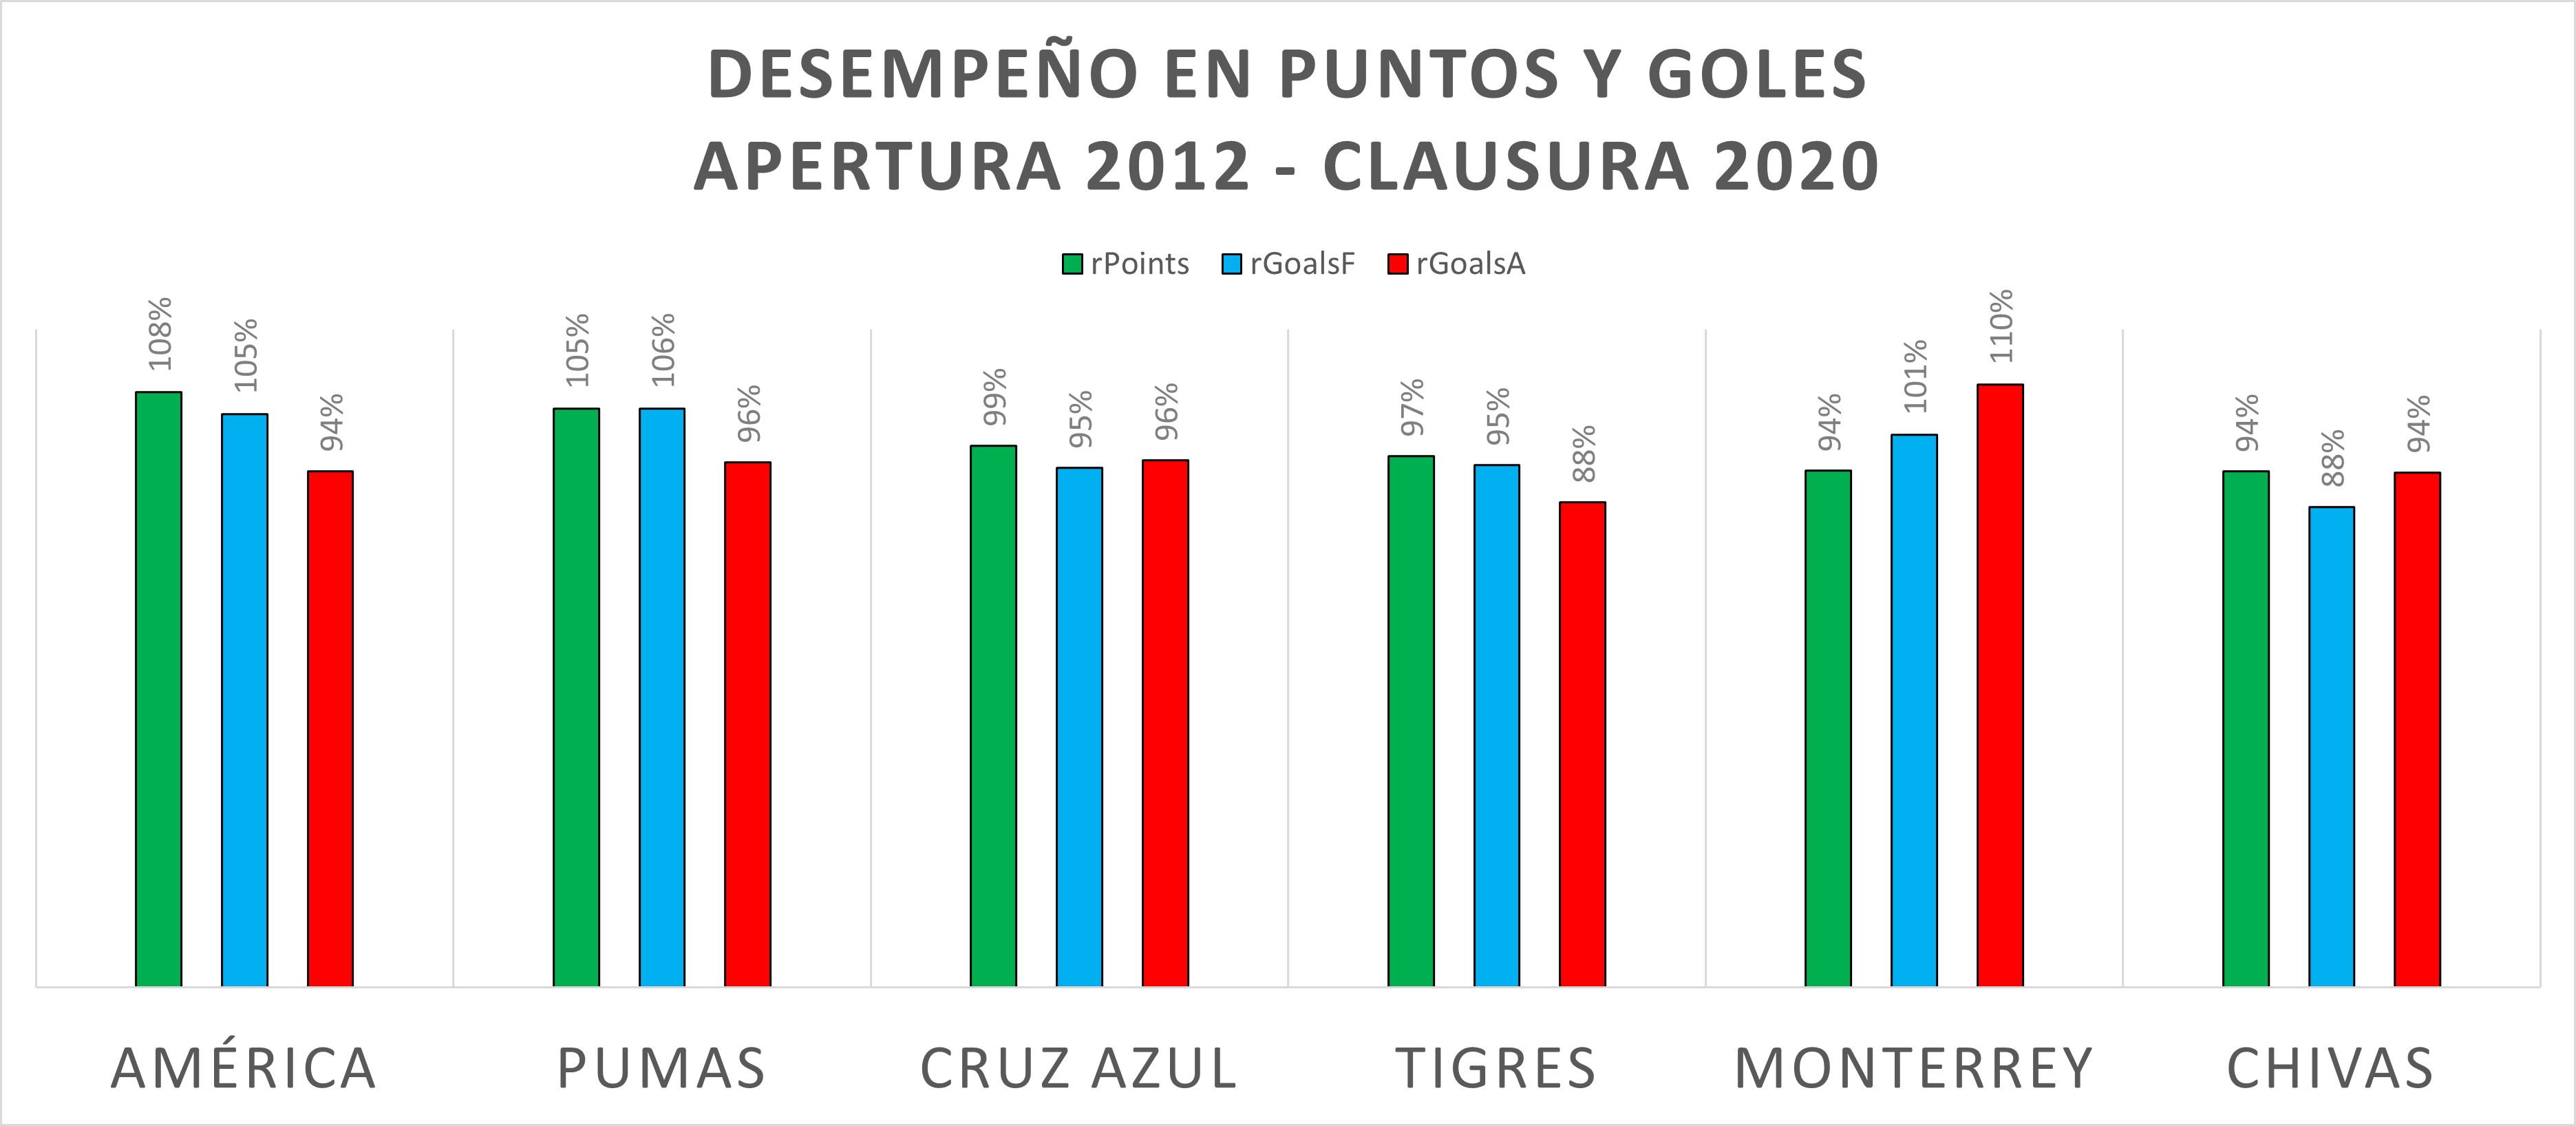 DESEMPEÑO EN PUNTOS Y GOLES
APERTURA 2012 - CLAUSURA 2020
rPoints rGoalsF rGoalsA
108% 105% 94% 105% 106% 96% 99% 95% 96% 97% 95% 88% 94% 101% 110% 94% 88% 94%
AMÉRICA PUMAS CRUZ AZUL TIGRES MONTERREY CHIVAS